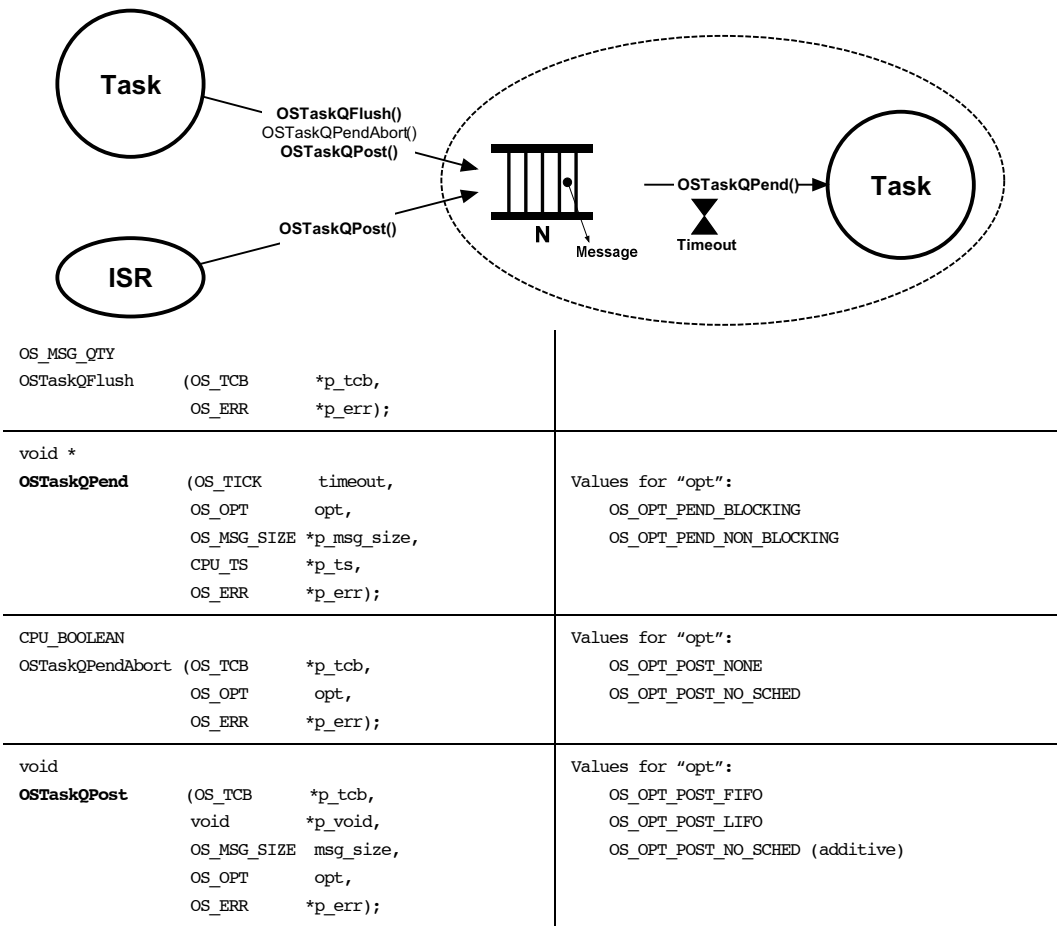 Task
OSTaskQFlush()
OSTaskQPendAbort()
OSTaskQPost()
OSTaskQPend()
Task
Timeout
N
Message
OSTaskQPost()
ISR
OS_MSG_QTY
OSTaskQFlush (OS_TCB *p_tcb,
OS_ERR *p_err);
void *
OSTaskQPend (OS_TICK timeout,
OS_OPT opt,
OS_MSG_SIZE *p_msg_size,
CPU_TS *p_ts,
OS_ERR *p_err);
Values for “opt”:
OS_OPT_PEND_BLOCKING
OS_OPT_PEND_NON_BLOCKING
CPU_BOOLEAN
OSTaskQPendAbort (OS_TCB *p_tcb,
OS_OPT opt,
OS_ERR *p_err);
Values for “opt”:
OS_OPT_POST_NONE
OS_OPT_POST_NO_SCHED
void
OSTaskQPost (OS_TCB *p_tcb,
void *p_void,
OS_MSG_SIZE msg_size,
OS_OPT opt,
OS_ERR *p_err);
Values for “opt”:
OS_OPT_POST_FIFO
OS_OPT_POST_LIFO
OS_OPT_POST_NO_SCHED (additive)